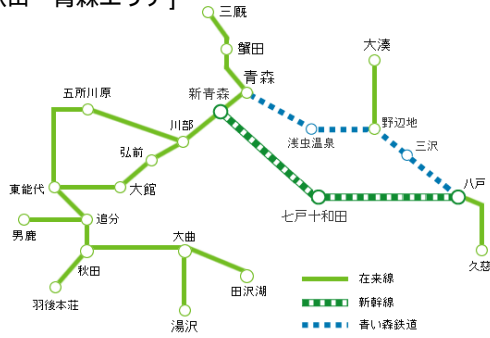 田 青森エリア]
三厩
蟹田
大湊
青森
五所川原
新青森
川部
野辺地
浅虫温泉
三沢
弘前
八戸
東能代
大館
七戸十和田
男鹿
追分
大曲
久慈
秋田
田沢湖
羽後本荘
湯沢
在来線
新幹線
青い森鉄道